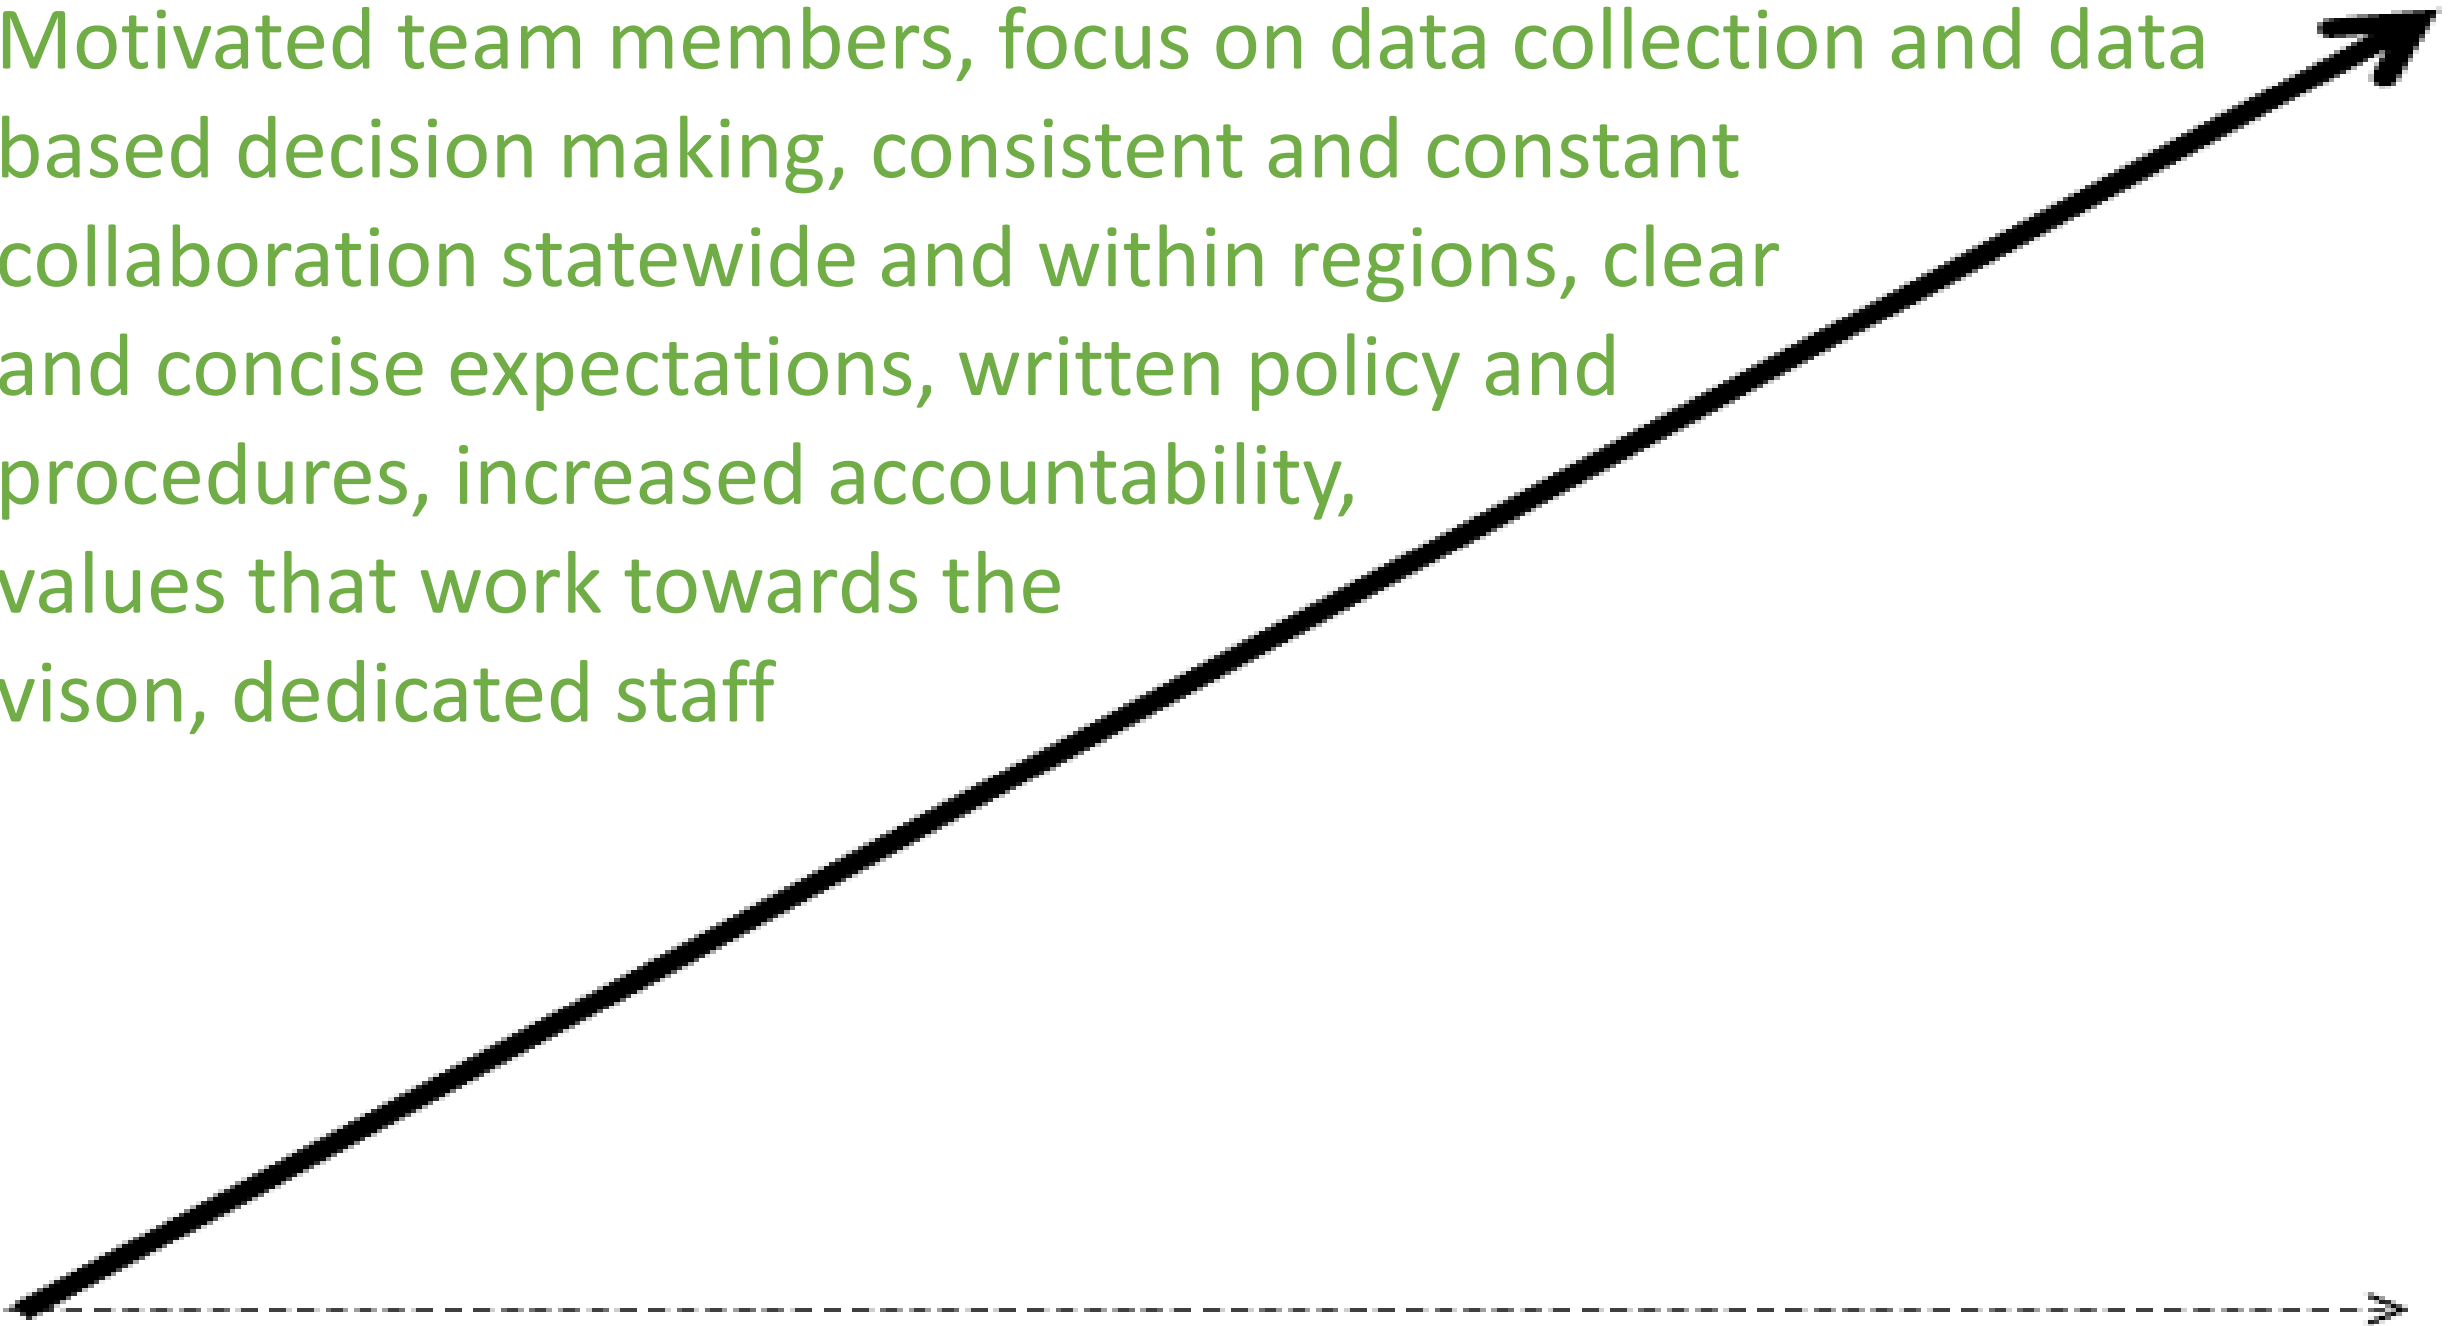 Motivated team members, focus on data collection and data
based decision making, consistent and constant
collaboration statewide and within regions, clear
and concise expectations, written policy and
procedures, increased accountability,
values that work towards the
vison, dedicated staff